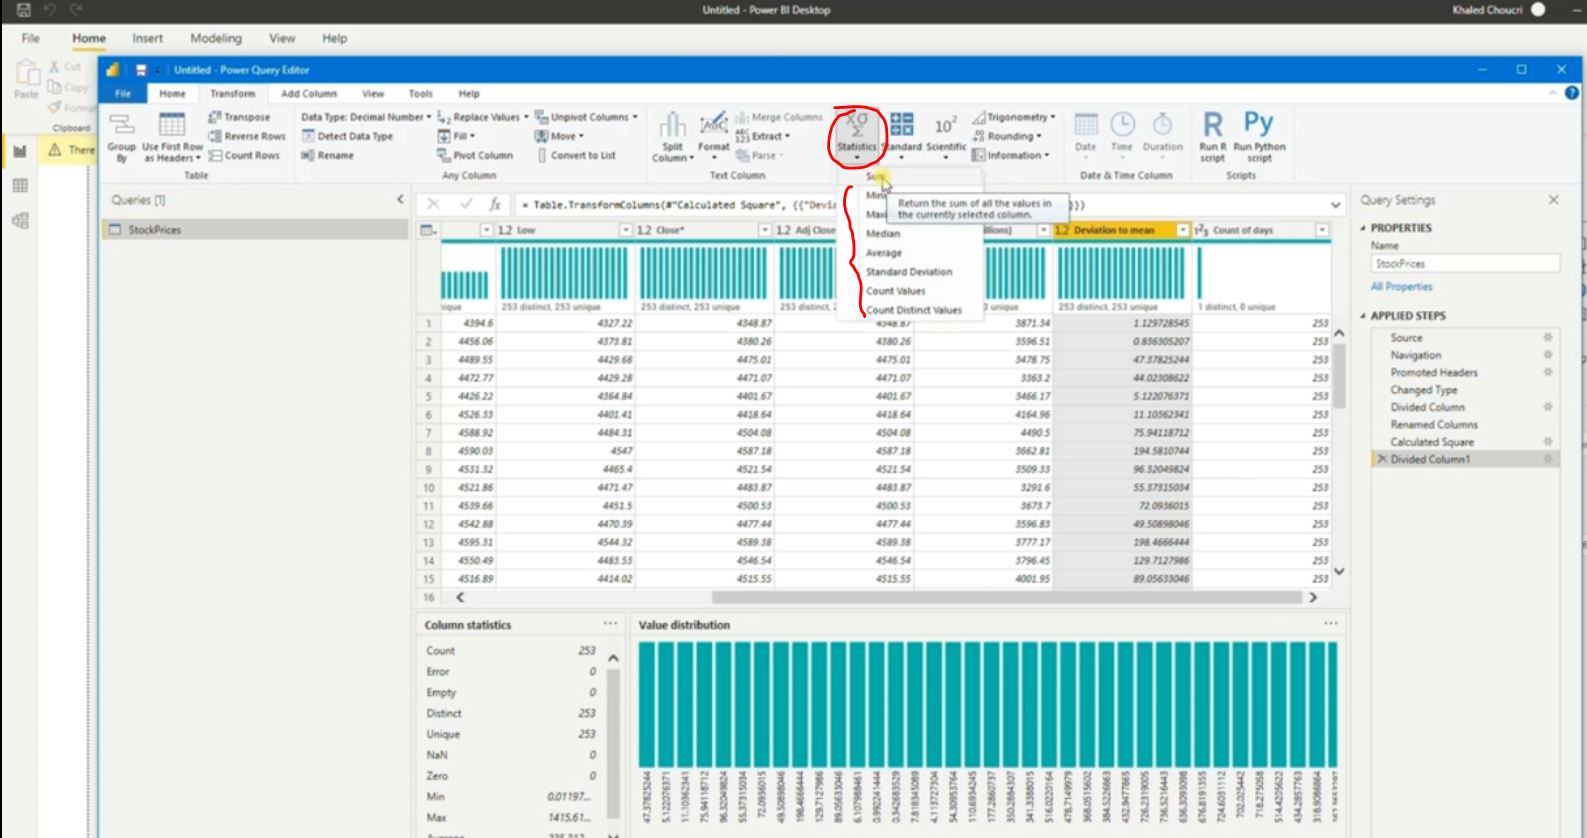 Untitled - Power BI Desktop
Khaled Choucri
File Home Insert Modeling View Help
Paste
Cut
Copy
Format
Clipboard
There
Untitled - Power Query Editor
File Home Transform Add Column View Tools Help
Group By
Use First Row as Headers
Transpose
Reverse Rows
Count Rows
Table
Data Type: Decimal Number
Detect Data Type
Rename
Replace Values
Fill
Pivot Column
Unpivot Columns
Move
Convert to List
Any Column
Split Column
Format
Merge Columns
Extract
Parse
Text Column
Statistics
Standard
Scientific
10²
Trigonometry
Rounding
Information
Date
Time
Duration
Date & Time Column
R
Run R script
Py
Run Python script
Scripts
Sum
Median
Average
Standard Deviation
Count Values
Count Distinct Values
Return the sum of all the values in
the currently selected column.
Queries [1]
StockPrices
fx
= Table.TransformColumns(#"Calculated Square", {{"Devia
}})
1.2 Low 1.2 Close* 1.2 Adj Close 1.2 Deviation to mean 1²3 Count of days
253 distinct, 253 unique 253 distinct, 253 unique 253 distinct, 2 253 distinct, 253 unique 1 distinct, 0 unique
1 4394.6 4327.22 4348.87 4348.87 3871.34 1.129728545 253
2 4456.06 4373.81 4380.26 4380.26 3596.51 0.836305207 253
3 4489.55 4429.68 4475.01 4475.01 3478.75 47.37825244 253
4 4472.77 4429.28 4471.07 4471.07 3363.2 44.02308622 253
5 4426.22 4364.84 4401.67 4401.67 3466.17 5.122076371 253
6 4526.33 4401.41 4418.64 4418.64 4164.96 11.10362341 253
7 4588.92 4484.31 4504.08 4504.08 4490.5 75.94118712 253
8 4590.03 4547 4587.18 4587.18 3662.81 194.5810744 253
9 4531.32 4465.4 4521.54 4521.54 3509.33 96.32049824 253
10 4521.86 4471.47 4483.87 4483.87 3291.6 55.37315034 253
11 4539.66 4451.5 4500.53 4500.53 3673.7 72.0936015 253
12 4542.88 4470.39 4477.44 4477.44 3596.83 49.50898046 253
13 4595.31 4544.32 4589.38 4589.38 3777.17 198.4666444 253
14 4550.49 4483.53 4546.54 4546.54 3796.45 129.7127986 253
15 4516.89 4414.02 4515.55 4515.55 4001.95 89.05633046 253
16
Query Settings
PROPERTIES
Name
StockPrices
All Properties
APPLIED STEPS
Source
Navigation
Promoted Headers
Changed Type
Divided Column
Renamed Columns
Calculated Square
Divided Column1
Column statistics
Count 253
Error 0
Empty 0
Distinct 253
Unique 253
NaN 0
Zero 0
Min 0.01197...
Max 1415.61...
Value distribution
47.37825244
5.122076371
11.10362341
75.94118712
96.32049824
55.37315034
72.0936015
49.50898046
198.4666444
129.7127986
89.05633046
6.107988461
0.992241444
0.342683529
7.818345089
4.113727304
54.30953764
110.6934245
177.2860737
350.2884307
341.3388015
516.0220164
478.7149979
368.0515602
384.5226863
432.9477865
726.2319005
736.5216443
636.3093098
676.8191355
724.6031112
702.025442
718.275058
514.4205622
434.2857763
318.9086864